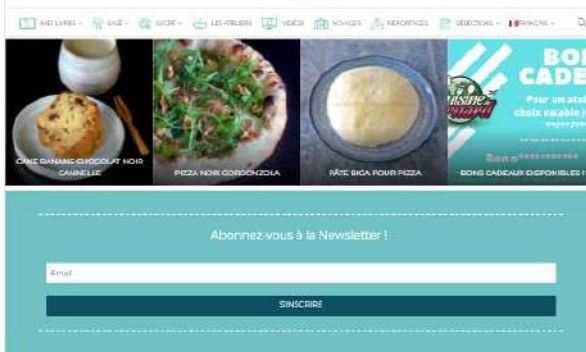 MES LIVRES SALÉ SUCRÉ LES ATELIERS VIDÉOS VOYAGES REPORTAGES SÉLECTIONS FRANÇAIS
BON
CADE
Pour un atel
choix valable j
CAKE BANANE CHOCOLAT NOIR
CANNELLE
PIZZA NOIX GORGONZOLA
PÂTE BIGA POUR PIZZA
BONS CADEAUX DISPONIBLES !
Abonnez-vous à la Newsletter !
Email
S'INSCRIRE